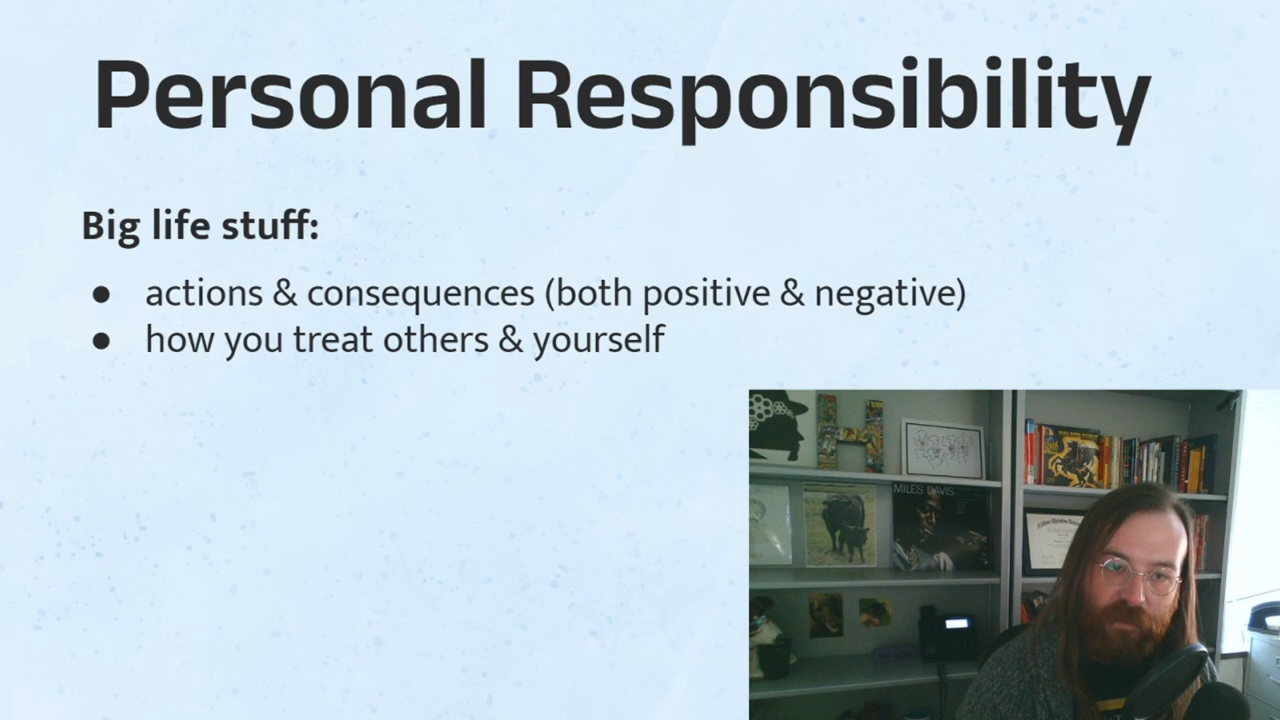 Personal Responsibility
Big life stuff:
● actions & consequences (both positive & negative)
● how you treat others & yourself
MILES DAVIS